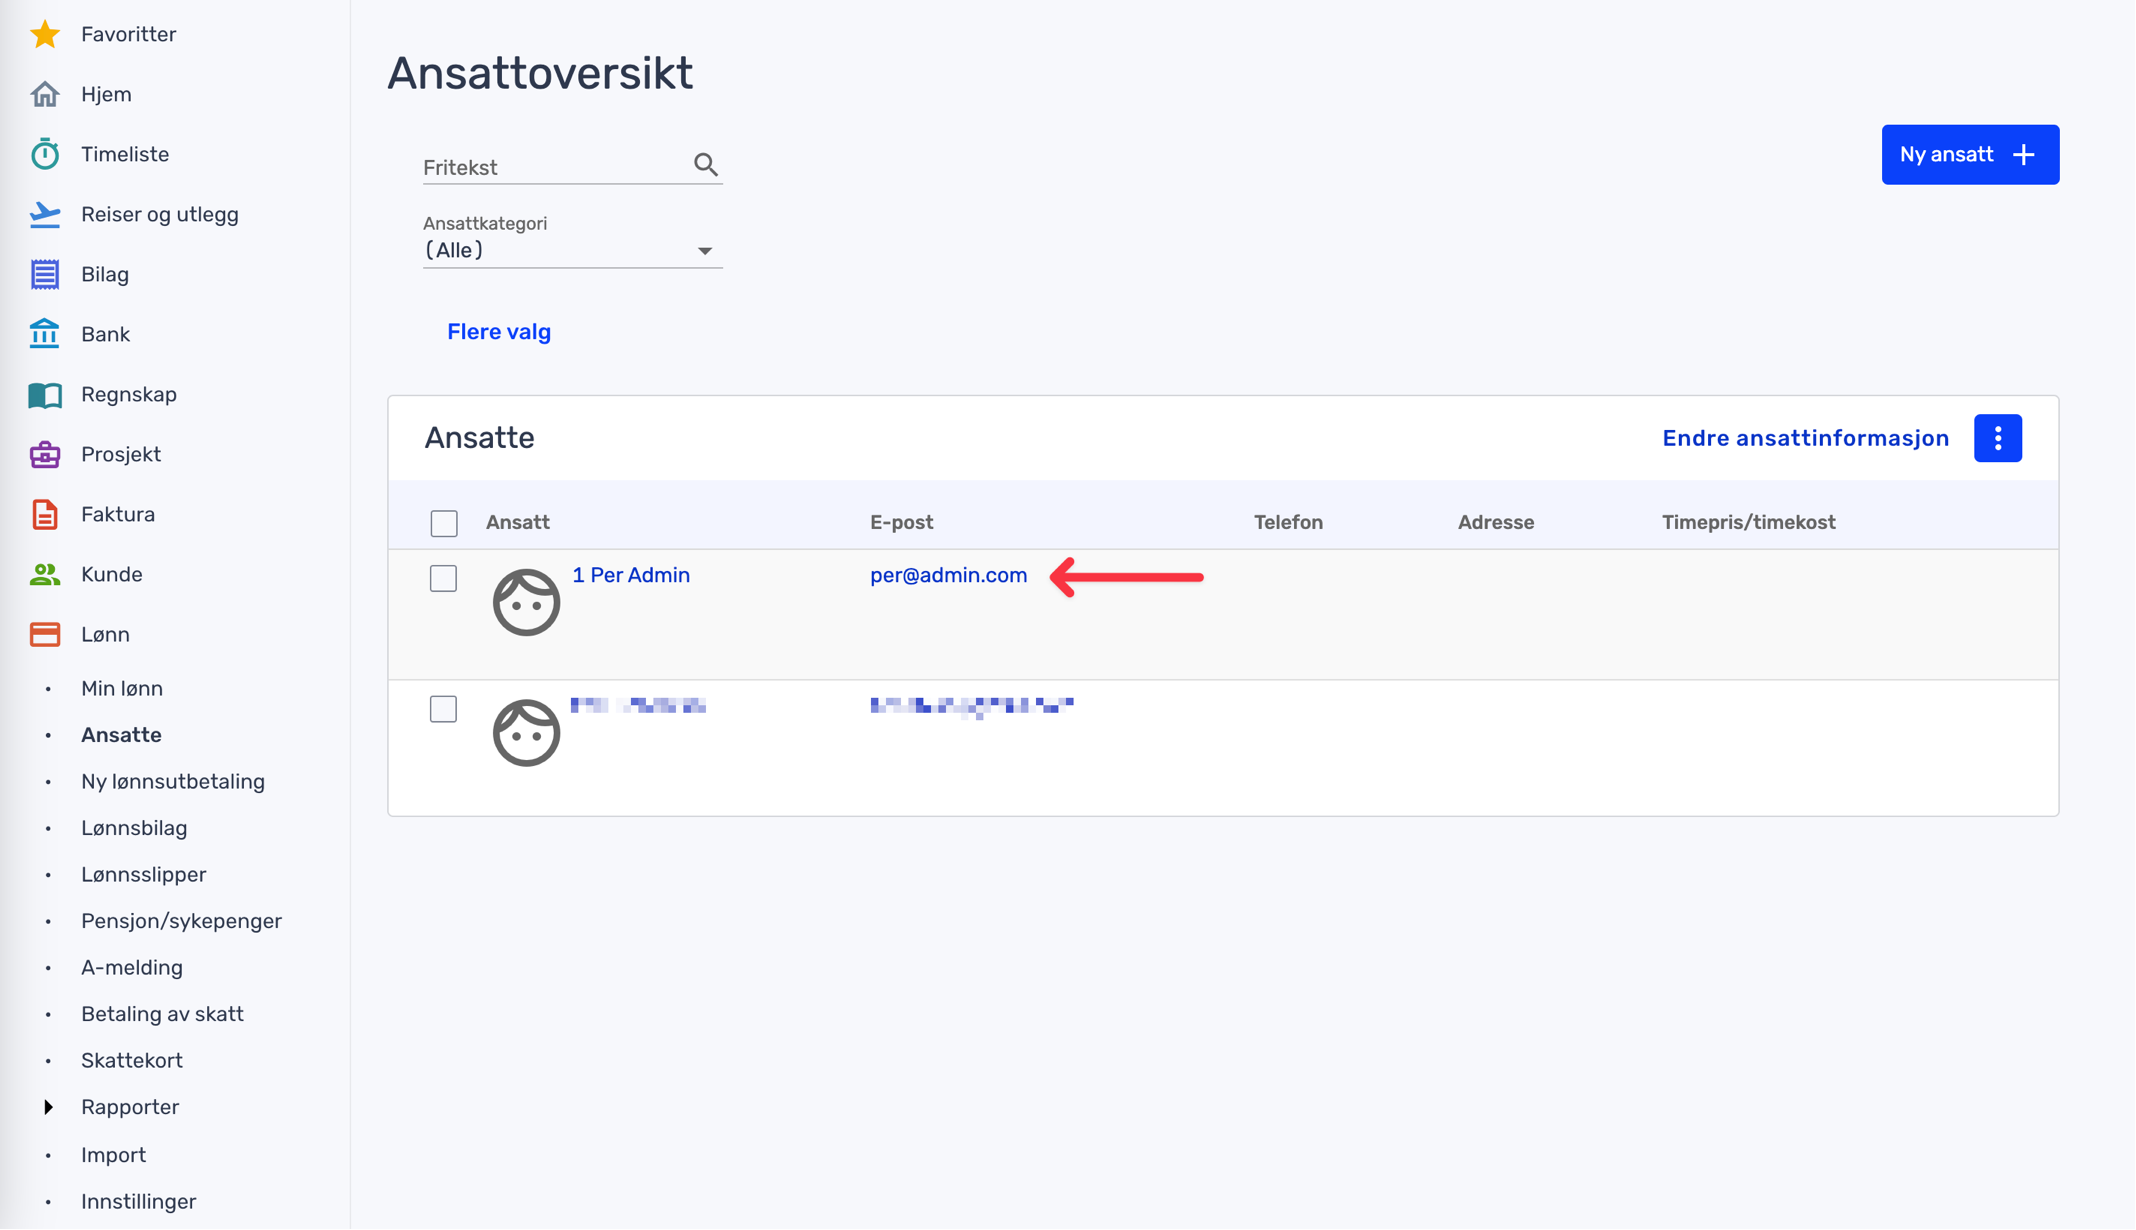 Favoritter
Hjem
Timeliste
Reiser og utlegg
Bilag
Bank
Regnskap
Prosjekt
Faktura
Kunde
Lønn
Min lønn
Ansatte
Ny lønnsutbetaling
Lønnsbilag
Lønnsslipper
Pensjon/sykepenger
A-melding
Betaling av skatt
Skattekort
Rapporter
Import
Innstillinger
Ansattoversikt
Fritekst
Ny ansatt +
Ansattkategori
(Alle)
Flere valg
Ansatte
Endre ansattinformasjon
Ansatt E-post Telefon Adresse Timepris/timekost
1 Per Admin per@admin.com